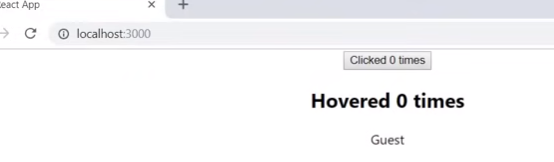 eact App
localhost:3000
Clicked 0 times
Hovered 0 times
Guest